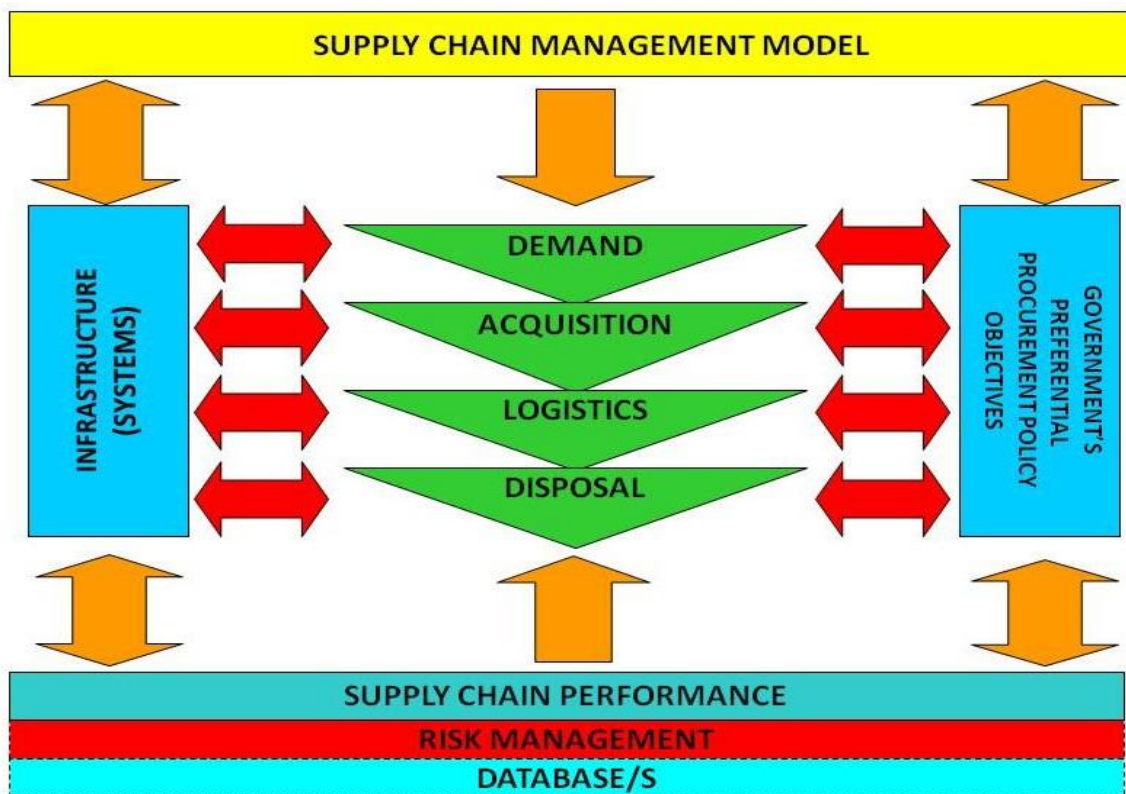 SUPPLY CHAIN MANAGEMENT MODEL
INFRASTRUCTURE
(SYSTEMS)
DEMAND
ACQUISITION
LOGISTICS
DISPOSAL
GOVERNMENT'S
PREFERENTIAL
PROCUREMENT POLICY
OBJECTIVES
SUPPLY CHAIN PERFORMANCE
RISK MANAGEMENT
DATABASE/S